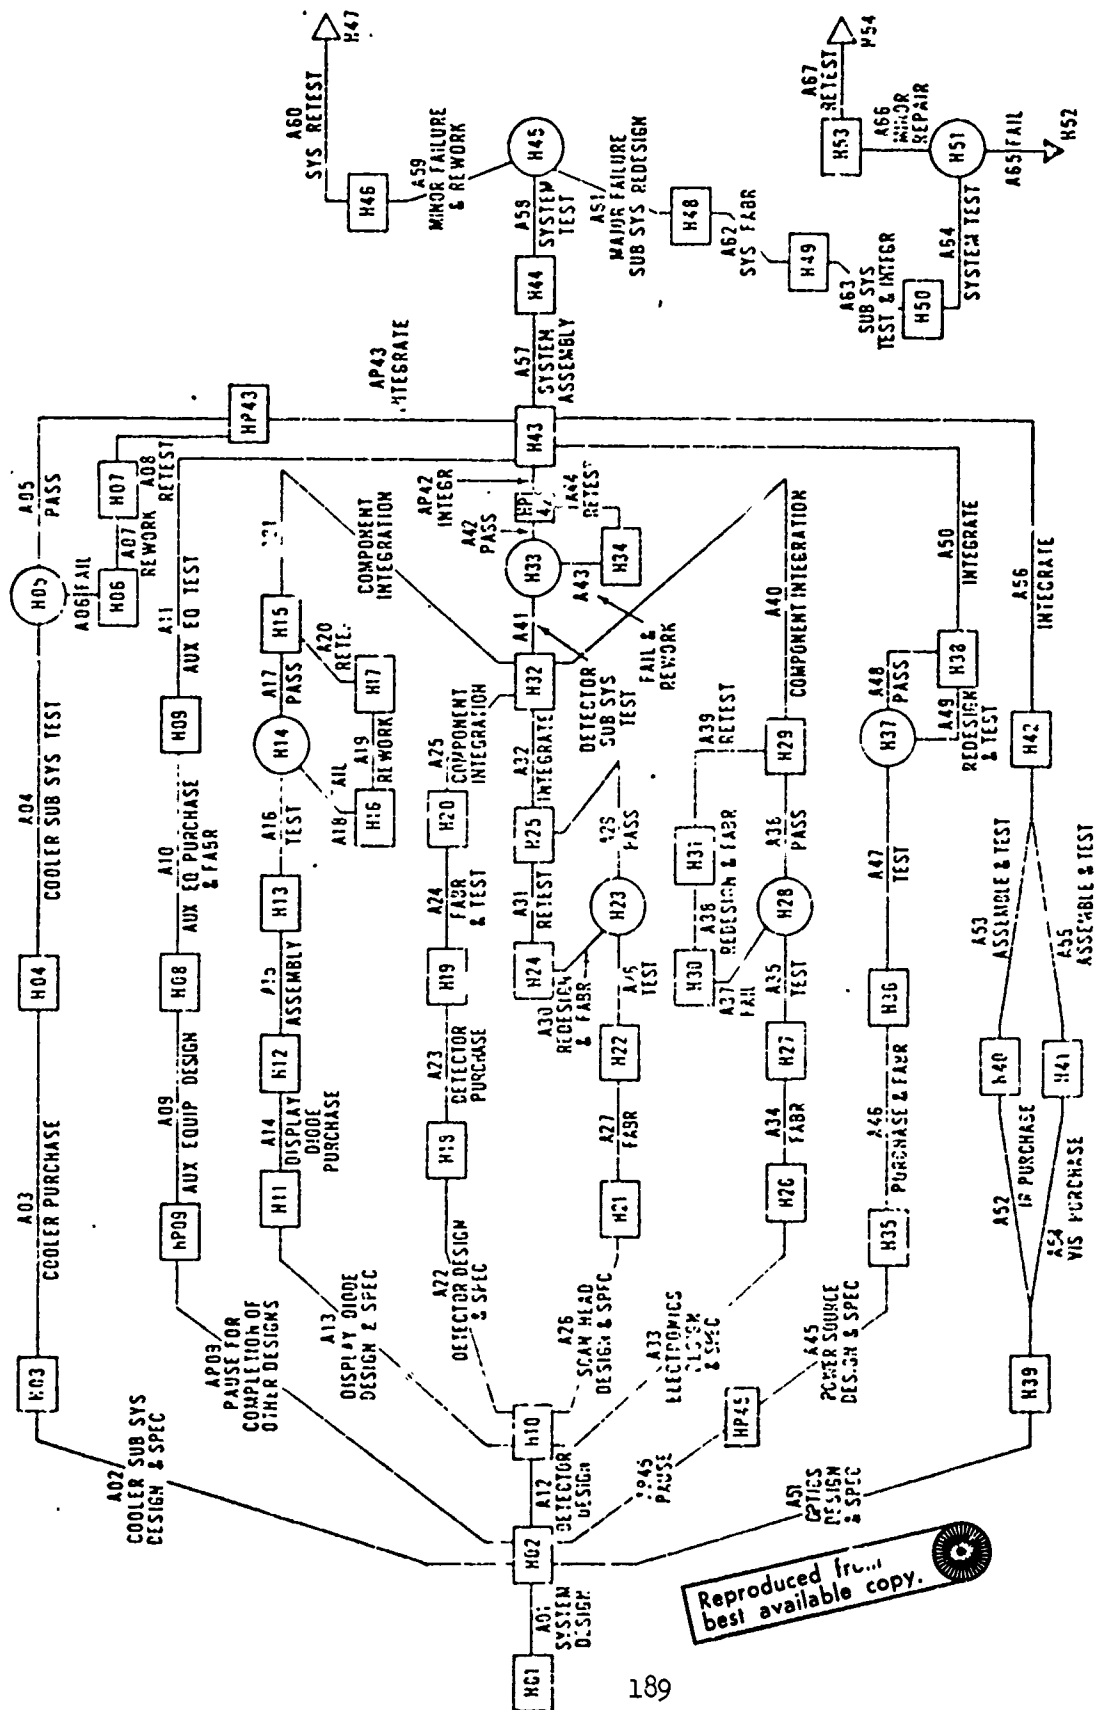 A01
SYSTEM
DESIGN
H02
A02
COOLER SUB SYS
DESIGN & SPEC
H03
A03
COOLER PURCHASE
H04
A04
COOLER SUB SYS TEST
H05
A05
PASS
A06 FAIL
H06
A07
REWORK
H07
A08
RETEST
HP43
AP43
INTEGRATE
AP09
PAUSE FOR
COMPLETION OF
OTHER DESIGNS
hP09
A09
AUX EQUIP DESIGN
H08
A10
AUX EQ PURCHASE
& FABR
H09
A11
AUX EQ TEST
A12
DETECTOR
DESIGN
h10
A13
DISPLAY DIODE
DESIGN & SPEC
H11
A14
DISPLAY
DIODE
PURCHASE
h12
A15
ASSEMBLY
H13
A16
TEST
H14
A17
PASS
H15
A18
H16
A19
REWORK
H17
A20
COMPONENT
INTEGRATION
A22
DETECTOR DESIGN
& SPEC
H18
A23
DETECTOR
PURCHASE
H19
A24
FABR
& TEST
H20
A25
COMPONENT
INTEGRATION
A26
SCAN HEAD
DESIGN & SPEC
H21
A27
FABR
H22
TEST
H23
PASS
A30
REDESIGN
& FABR
H24
A31
RETEST
H25
A32
INTEGRATE
H32
A41
DETECTOR
SUB SYS
TEST
H33
A42
PASS
AP42
INTEGR
A43
FAIL &
REWORK
H34
A44
RETEST
H43
A33
ELECTRONICS
DESIGN
& SPEC
H26
A34
FABR
H27
A35
TEST
H28
A36
PASS
H29
A37
FAIL
H30
A38
REDESIGN & FABR
H31
A39
RETEST
A40
COMPONENT INTEGRATION
PAUSE
HP45
A45
POWER SOURCE
DESIGN & SPEC
H35
A46
PURCHASE & FABR
H36
A47
TEST
H37
A48
PASS
A49
REDESIGN
& TEST
H38
A50
INTEGRATE
A51
OPTICS
DESIGN
& SPEC
H39
A52
IR PURCHASE
h40
A53
ASSEMBLE & TEST
A54
VIS PURCHASE
H41
A55
ASSEMBLE & TEST
H42
A56
INTEGRATE
A57
SYSTEM
ASSEMBLY
H44
SYSTEM
TEST
H45
A59
MINOR FAILURE
& REWORK
H46
A60
SYS RETEST
H47
MAJOR FAILURE
SUB SYS REDESIGN
H48
A62
SYS FABR
H49
A63
SUB SYS
TEST & INTEGR
H50
A64
SYSTEM TEST
H51
A65 FAIL
H52
A66
MINOR
REPAIR
H53
A67
RETEST
H54
Reproduced from
best available copy.
189